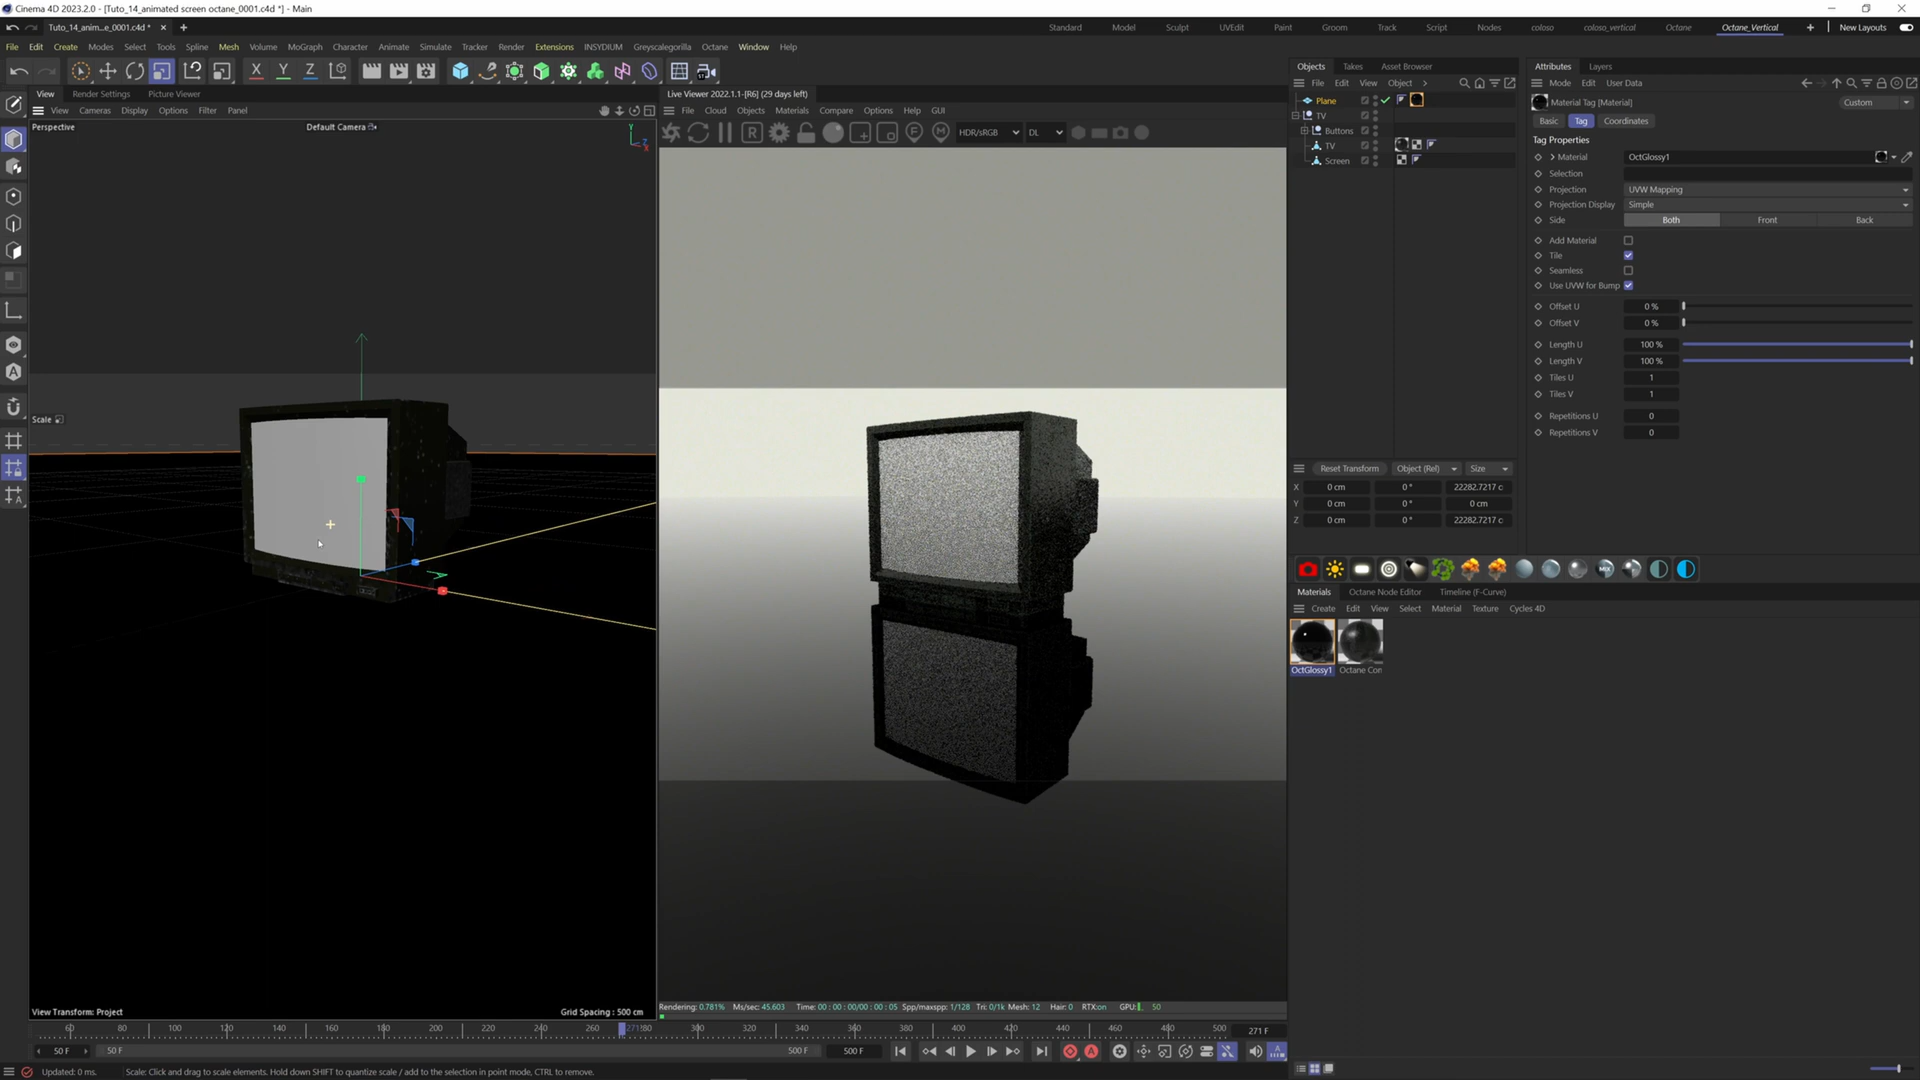 Cinema 4D 2023.2.0 - [Tuto_14_animated screen octane_0001.c4d *] - Main
Tuto_14_anim...e_0001.c4d *
Standard Model Sculpt UVEdit Paint Groom Track Script Nodes coloso coloso_vertical Octane Octane_Vertical New Layouts
File Edit Create Modes Select Tools Spline Mesh Volume MoGraph Character Animate Simulate Tracker Render Extensions INSYDIUM Greyscalegorilla Octane Window Help
View Render Settings Picture Viewer
View Cameras Display Options Filter Panel
Perspective
Default Camera
Scale
View Transform: Project
Grid Spacing : 500 cm
Live Viewer 2022.1.1-[R6] (29 days left)
File Cloud Objects Materials Compare Options Help GUI
HDR/sRGB DL
Rendering: 0.781% Ms/sec: 45.603 Time: 00 : 00 : 00/00 : 00 : 05 Spp/maxspp: 1/128 Tri: 0/1k Mesh: 12 Hair: 0 RTX:on GPU: 50
Objects Takes Asset Browser
File Edit View Object
Plane
TV
Buttons
TV
Screen
Attributes Layers
Mode Edit User Data
Material Tag [Material]
Custom
Basic Tag Coordinates
Tag Properties
Material OctGlossy1
Selection
Projection UVW Mapping
Projection Display Simple
Side Both Front Back
Add Material
Tile
Seamless
Use UVW for Bump
Offset U 0 %
Offset V 0 %
Length U 100 %
Length V 100 %
Tiles U 1
Tiles V 1
Repetitions U 0
Repetitions V 0
Reset Transform Object (Rel) Size
X 0 cm 0 ° 22282.7217 c
Y 0 cm 0 ° 0 cm
Z 0 cm 0 ° 22282.7217 c
Materials Octane Node Editor Timeline (F-Curve)
Create Edit View Select Material Texture Cycles 4D
OctGlossy1 Octane Con
60 80 100 120 140 160 180 200 220 240 260 271 280 300 320 340 360 380 400 420 440 460 480 500 271 F
50 F 50 F 500 F 500 F
Updated: 0 ms. Scale: Click and drag to scale elements. Hold down SHIFT to quantize scale / add to the selection in point mode, CTRL to remove.